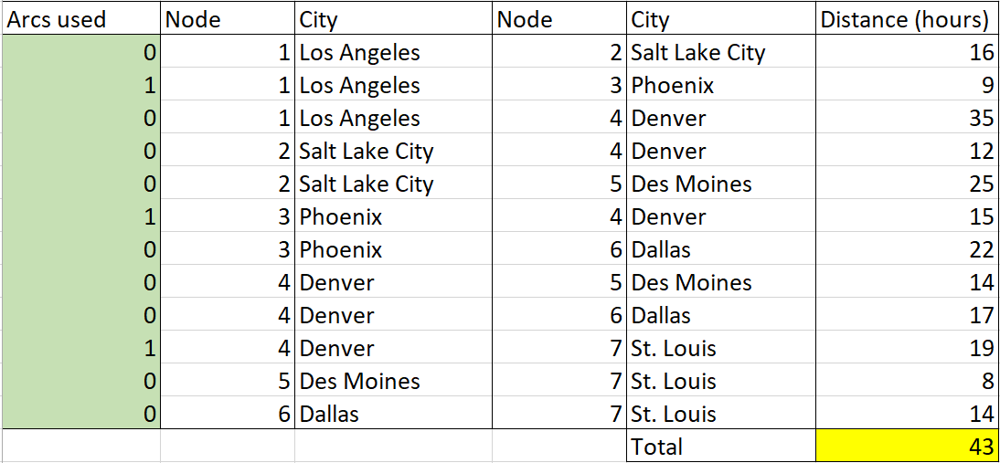 Arcs used Node City Node City Distance (hours)
0 1 Los Angeles 2 Salt Lake City 16
1 1 Los Angeles 3 Phoenix 9
0 1 Los Angeles 4 Denver 35
0 2 Salt Lake City 4 Denver 12
0 2 Salt Lake City 5 Des Moines 25
1 3 Phoenix 4 Denver 15
0 3 Phoenix 6 Dallas 22
0 4 Denver 5 Des Moines 14
0 4 Denver 6 Dallas 17
1 4 Denver 7 St. Louis 19
0 5 Des Moines 7 St. Louis 8
0 6 Dallas 7 St. Louis 14
Total 43